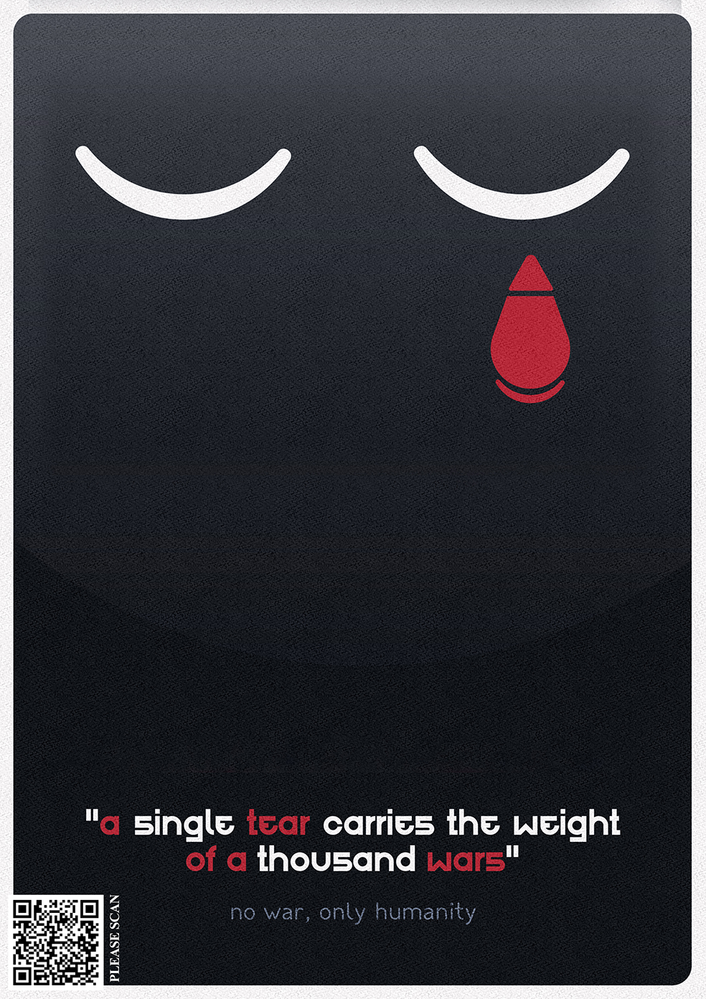 "a single tear carries the weight
of a thousand wars"
no war, only humanity
PLEASE SCAN